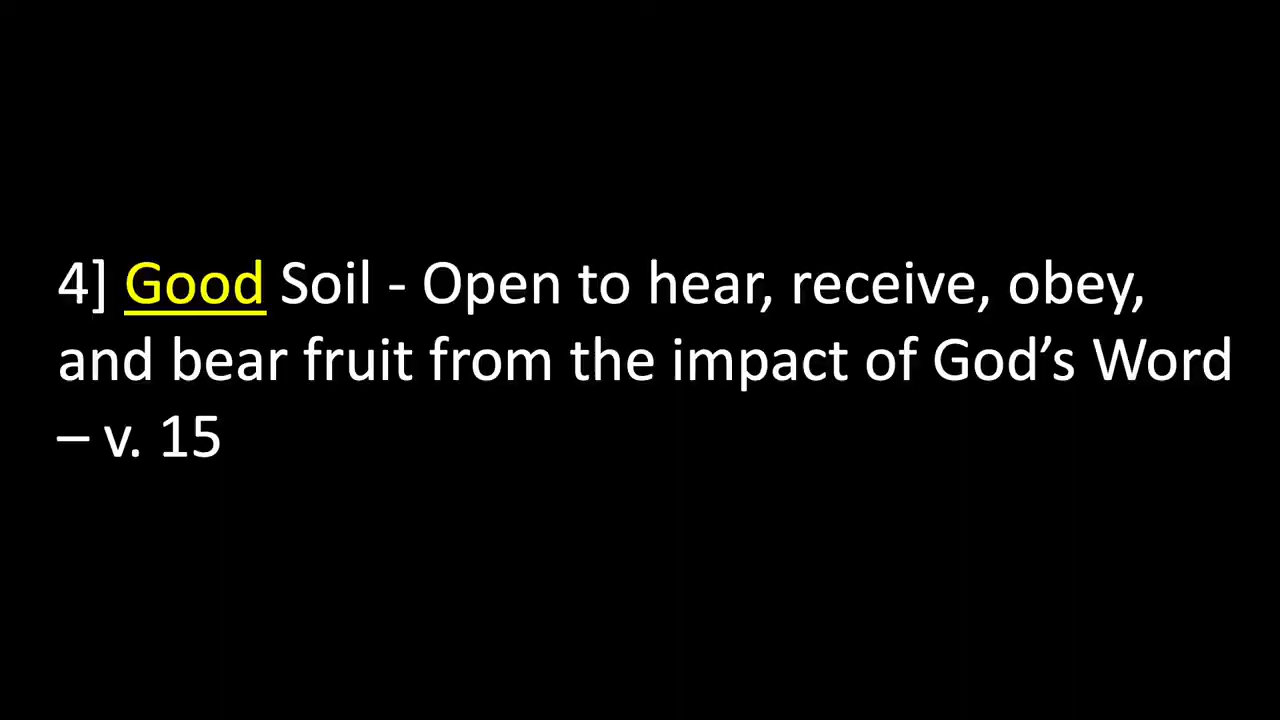 4] Good Soil - Open to hear, receive, obey,
and bear fruit from the impact of God’s Word
– v. 15